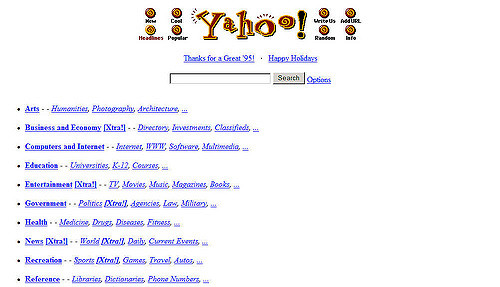 New Cool Yahoo! Write Us Add URL
Headlines Popular Random Info
Thanks for a Great '95! · Happy Holidays
Search Options
• Arts - - Humanities, Photography, Architecture, ...
• Business and Economy [Xtra!] - - Directory, Investments, Classifieds, ...
• Computers and Internet - - Internet, WWW, Software, Multimedia, ...
• Education - - Universities, K-12, Courses, ...
• Entertainment [Xtra!] - - TV, Movies, Music, Magazines, Books, ...
• Government - - Politics [Xtra!], Agencies, Law, Military, ...
• Health - - Medicine, Drugs, Diseases, Fitness, ...
• News [Xtra!] - - World [Xtra!], Daily, Current Events, ...
• Recreation - - Sports [Xtra!], Games, Travel, Autos, ...
• Reference - - Libraries, Dictionaries, Phone Numbers, ...